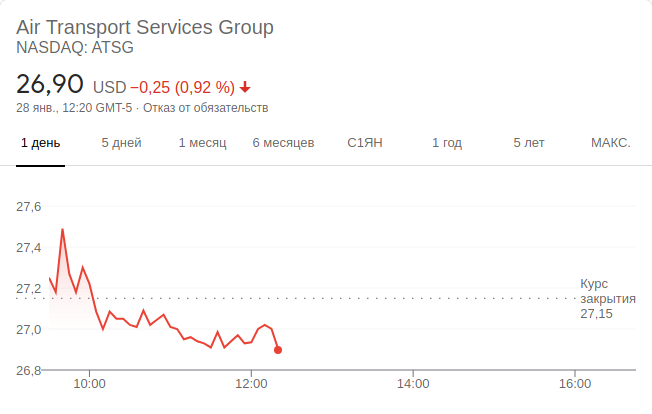 Air Transport Services Group
NASDAQ: ATSG
26,90 USD −0,25 (0,92 %)
28 янв., 12:20 GMT-5 · Отказ от обязательств
1 день 5 дней 1 месяц 6 месяцев С1ЯН 1 год 5 лет МАКС.
27,6
27,4
27,2
27,0
26,8
Курс
закрытия
27,15
10:00 12:00 14:00 16:00